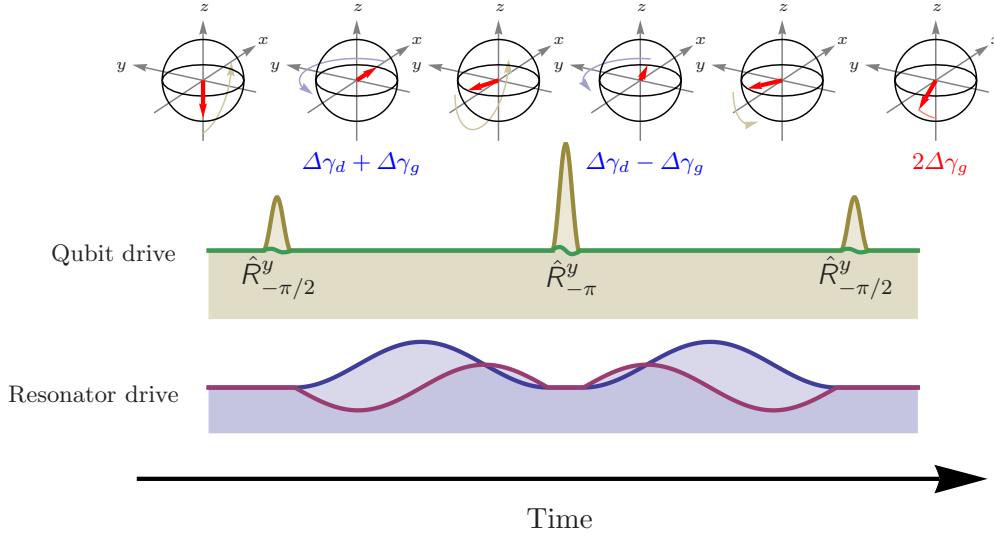 z z z z z z
x x x x x x
y y y y y y
Δγ_d + Δγ_g Δγ_d − Δγ_g 2Δγ_g
Qubit drive
R̂^y_{−π/2} R̂^y_{−π} R̂^y_{−π/2}
Resonator drive
Time